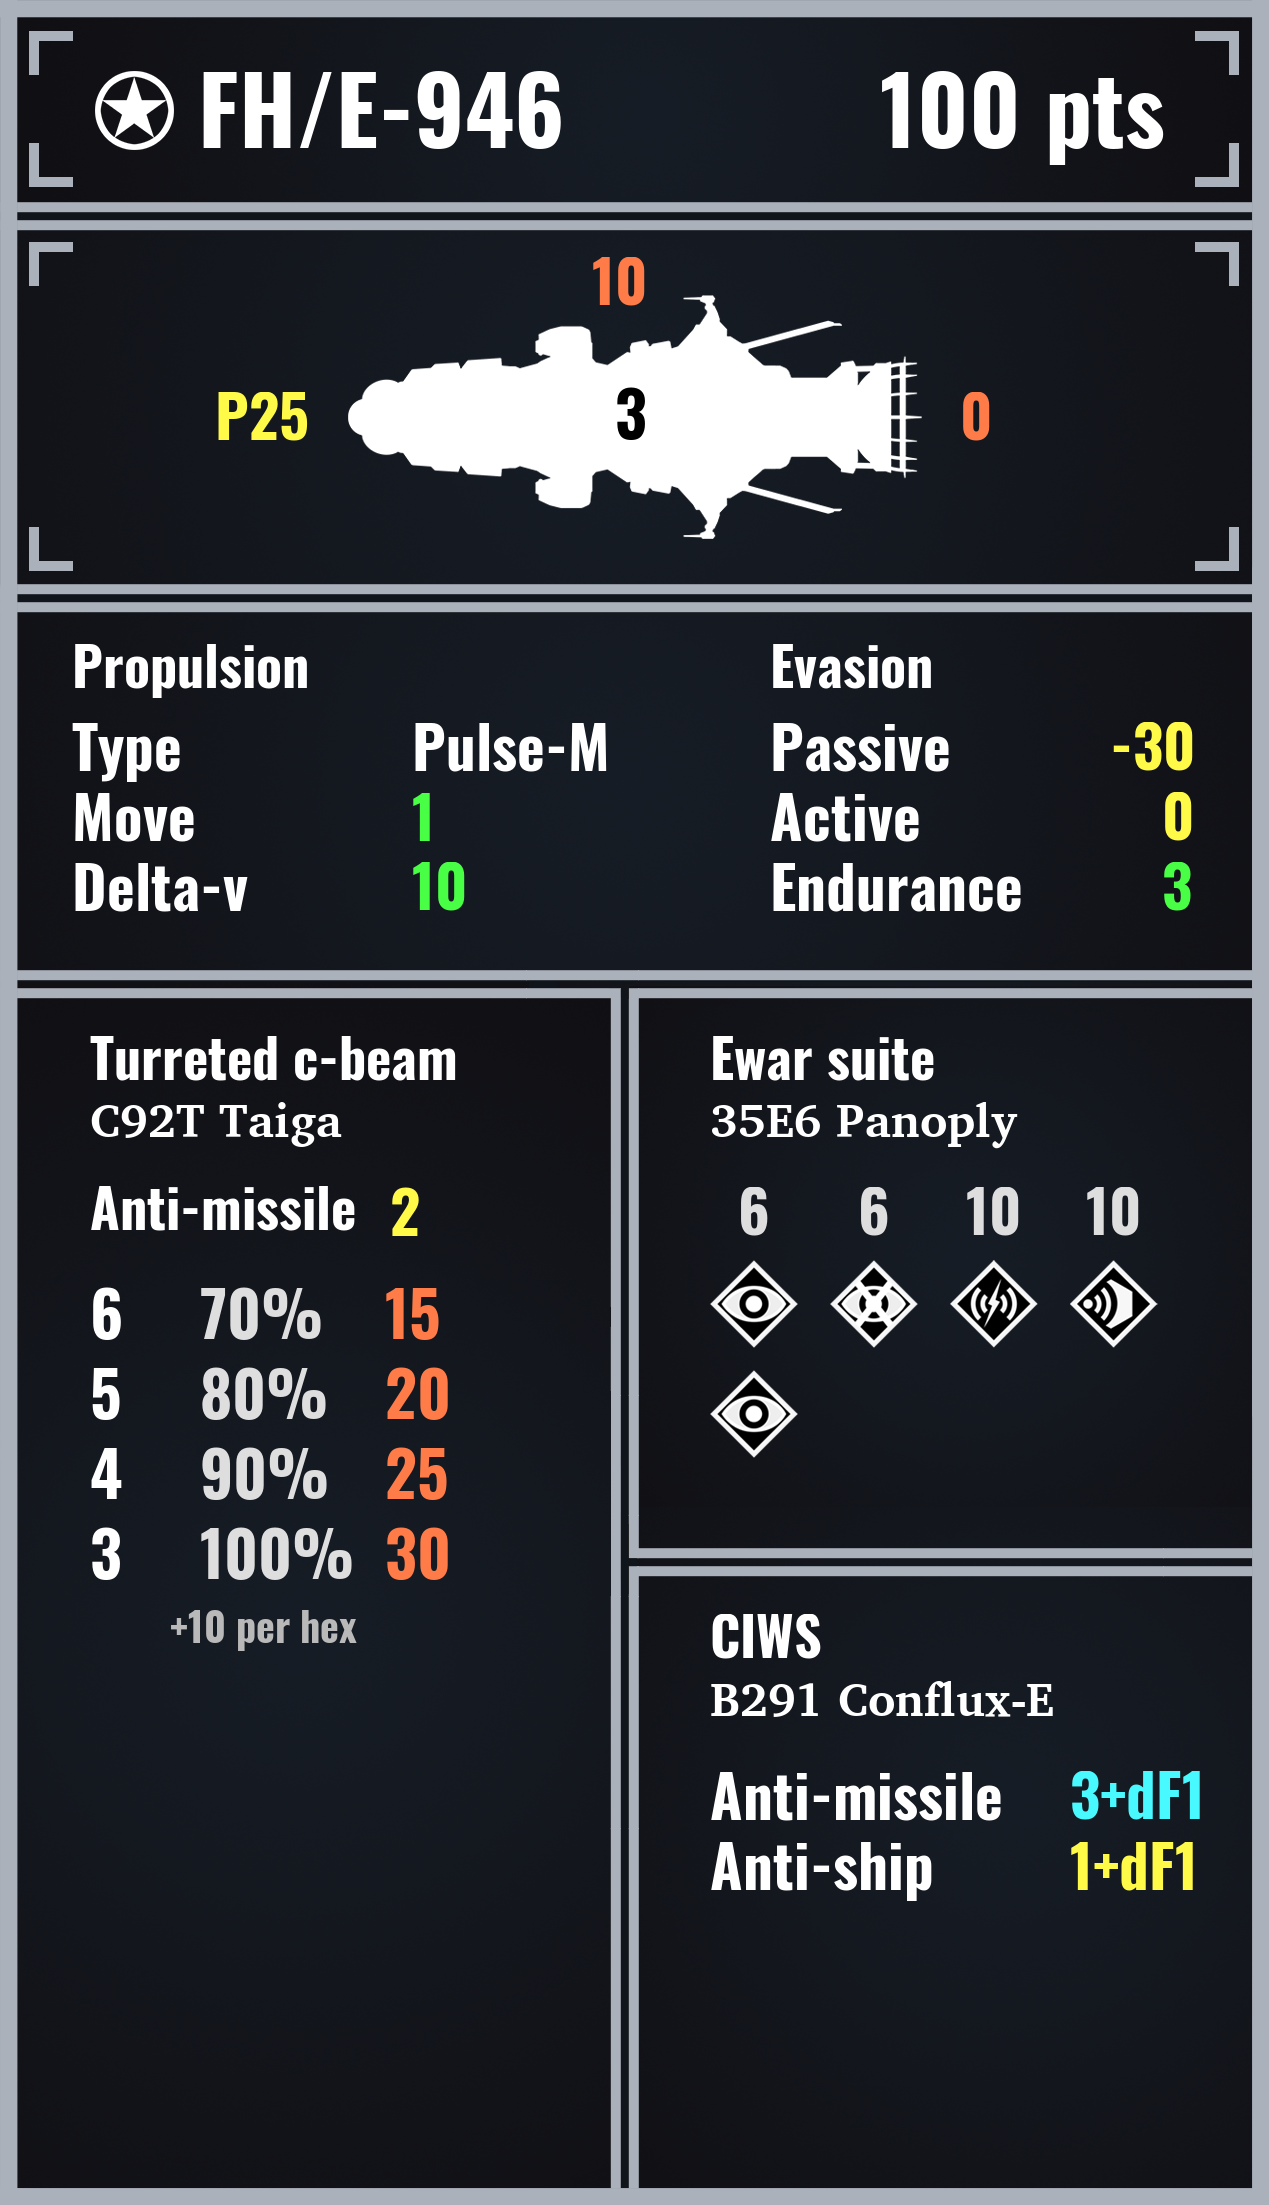 FH/E-946 100 pts
10
P25 3 0
Propulsion
Type Pulse-M
Move 1
Delta-v 10
Evasion
Passive -30
Active 0
Endurance 3
Turreted c-beam
C92T Taiga
Anti-missile 2
6 70% 15
5 80% 20
4 90% 25
3 100% 30
+10 per hex
Ewar suite
35E6 Panoply
6 6 10 10
CIWS
B291 Conflux-E
Anti-missile 3+dF1
Anti-ship 1+dF1